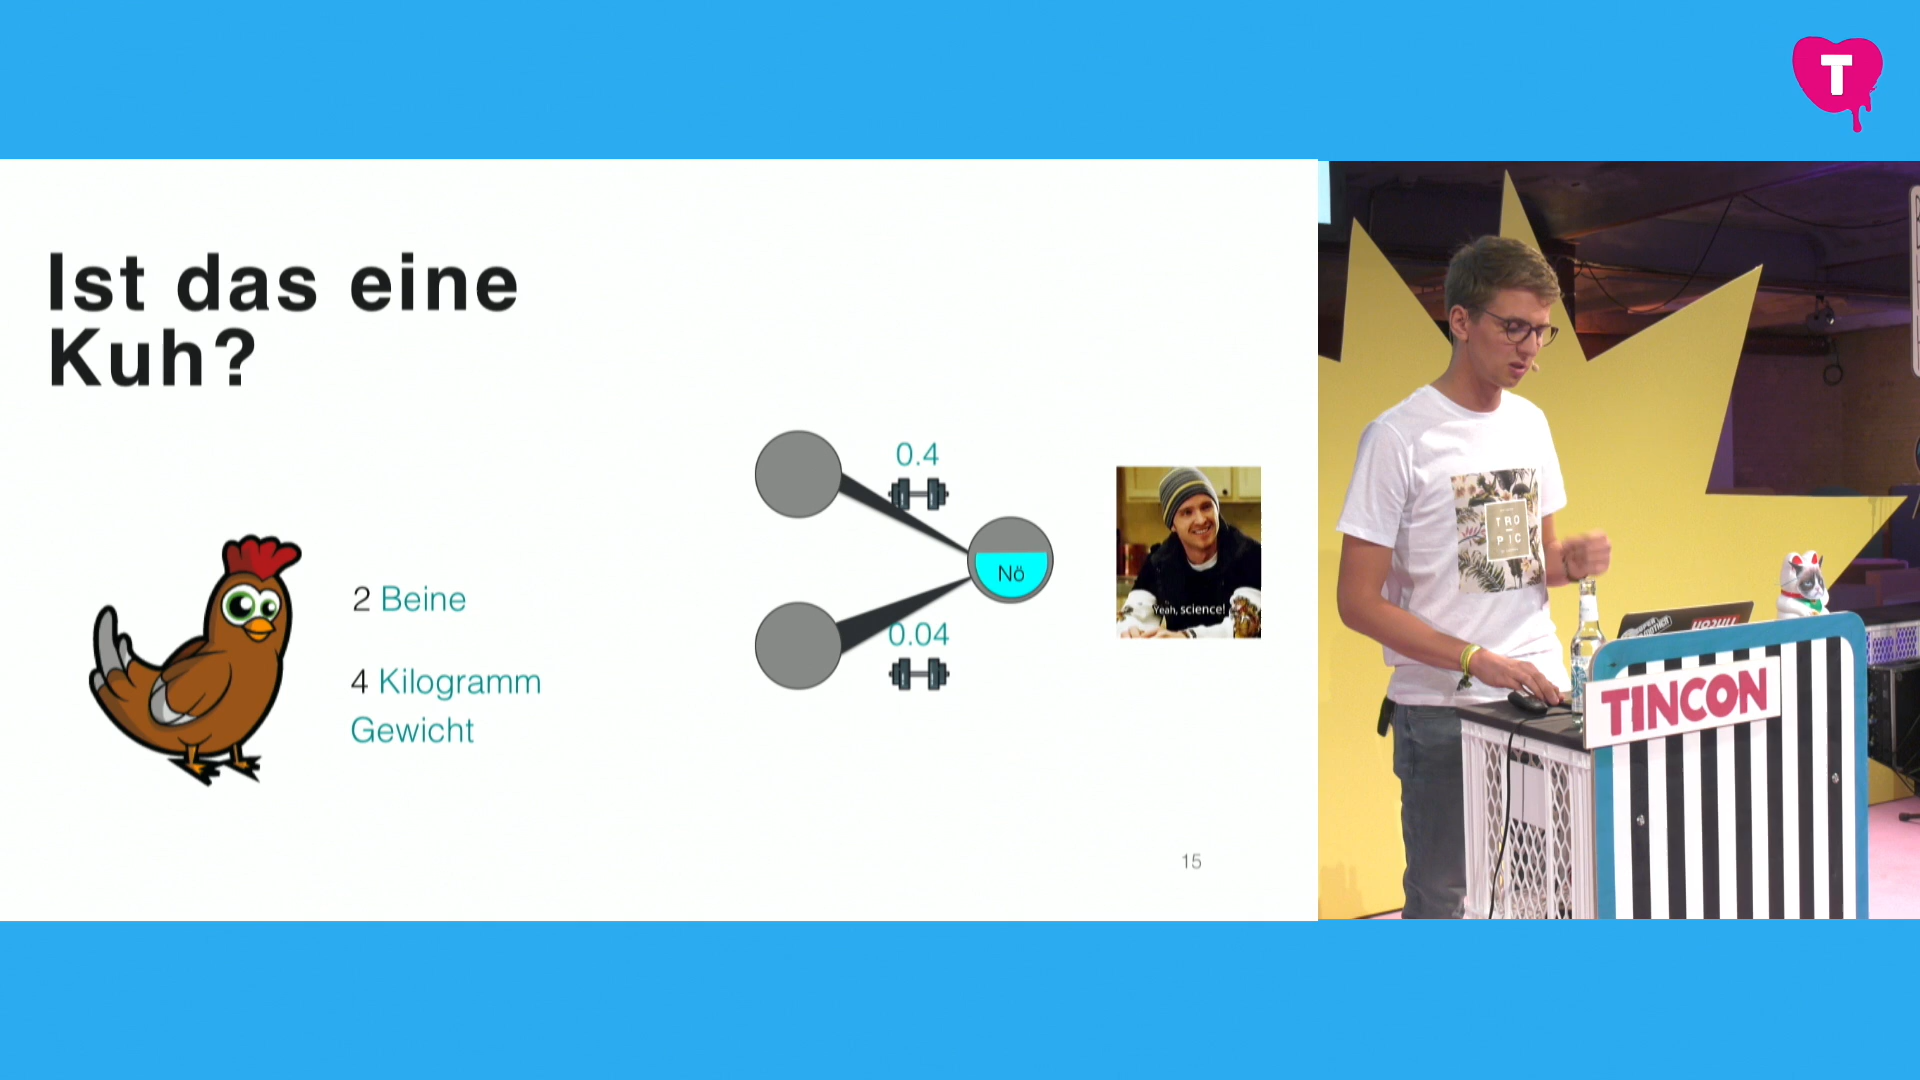 T
Ist das eine
Kuh?
2 Beine
4 Kilogramm
Gewicht
0.4
0.04
Nö
Yeah, science!
15
TRO
PIC
TINCON